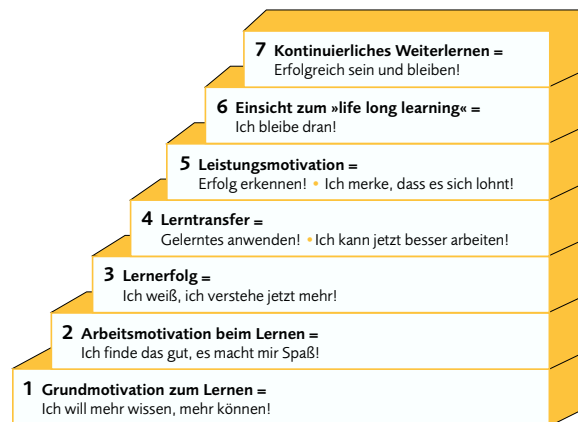 7 Kontinuierliches Weiterlernen =
Erfolgreich sein und bleiben!
6 Einsicht zum »life long learning« =
Ich bleibe dran!
5 Leistungsmotivation =
Erfolg erkennen! • Ich merke, dass es sich lohnt!
4 Lerntransfer =
Gelerntes anwenden! • Ich kann jetzt besser arbeiten!
3 Lernerfolg =
Ich weiß, ich verstehe jetzt mehr!
2 Arbeitsmotivation beim Lernen =
Ich finde das gut, es macht mir Spaß!
1 Grundmotivation zum Lernen =
Ich will mehr wissen, mehr können!